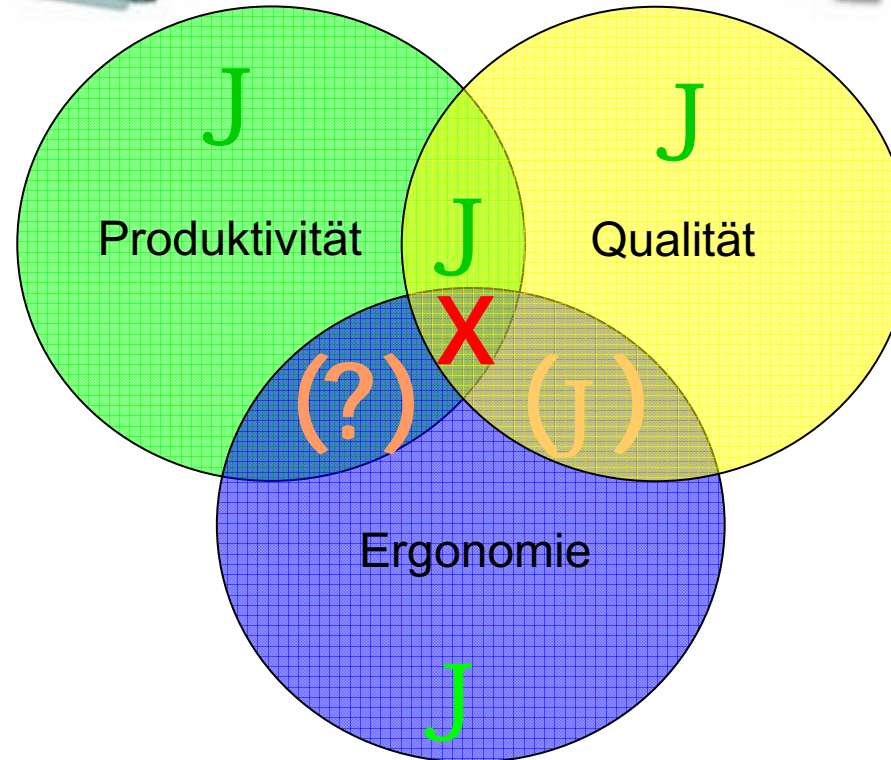 J
J
Produktivität
J
Qualität
X
(?)
(J)
Ergonomie
J